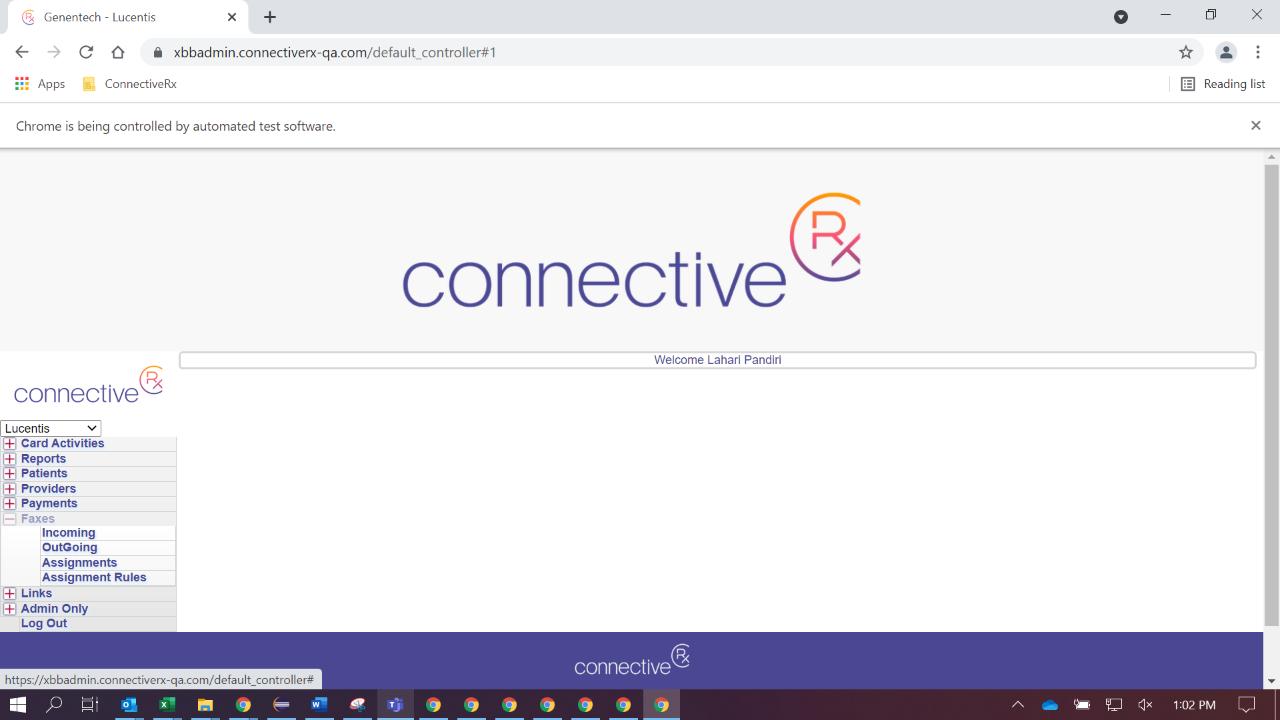 Genentech - Lucentis
xbbadmin.connectiverx-qa.com/default_controller#1
Apps
ConnectiveRx
Reading list
Chrome is being controlled by automated test software.
connective Rx
Welcome Lahari Pandiri
connective Rx
Lucentis
Card Activities
Reports
Patients
Providers
Payments
Faxes
Incoming
OutGoing
Assignments
Assignment Rules
Links
Admin Only
Log Out
connective Rx
https://xbbadmin.connectiverx-qa.com/default_controller#
1:02 PM